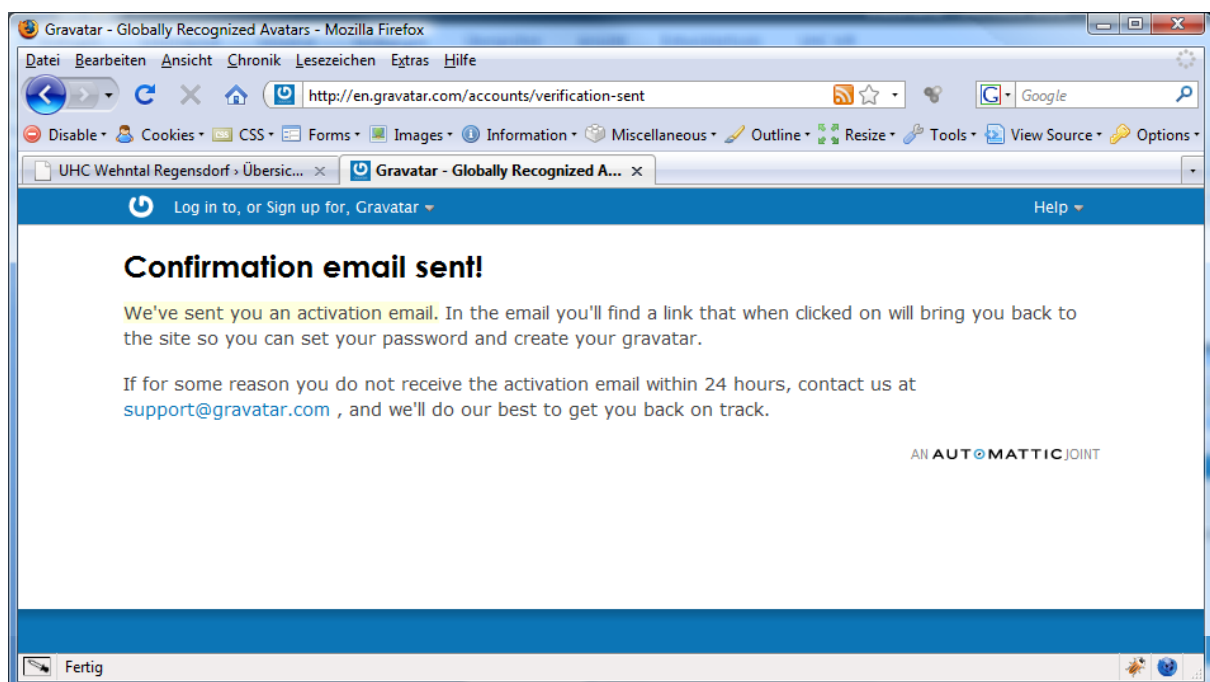 Gravatar - Globally Recognized Avatars - Mozilla Firefox
Datei Bearbeiten Ansicht Chronik Lesezeichen Extras Hilfe
http://en.gravatar.com/accounts/verification-sent G Google
Disable Cookies CSS Forms Images Information Miscellaneous Outline Resize Tools View Source Options
UHC Wehntal Regensdorf › Übersic... Gravatar - Globally Recognized A...
Log in to, or Sign up for, Gravatar Help
Confirmation email sent!
We've sent you an activation email. In the email you'll find a link that when clicked on will bring you back to
the site so you can set your password and create your gravatar.
If for some reason you do not receive the activation email within 24 hours, contact us at
support@gravatar.com , and we'll do our best to get you back on track.
AN AUTOMATTIC JOINT
Fertig